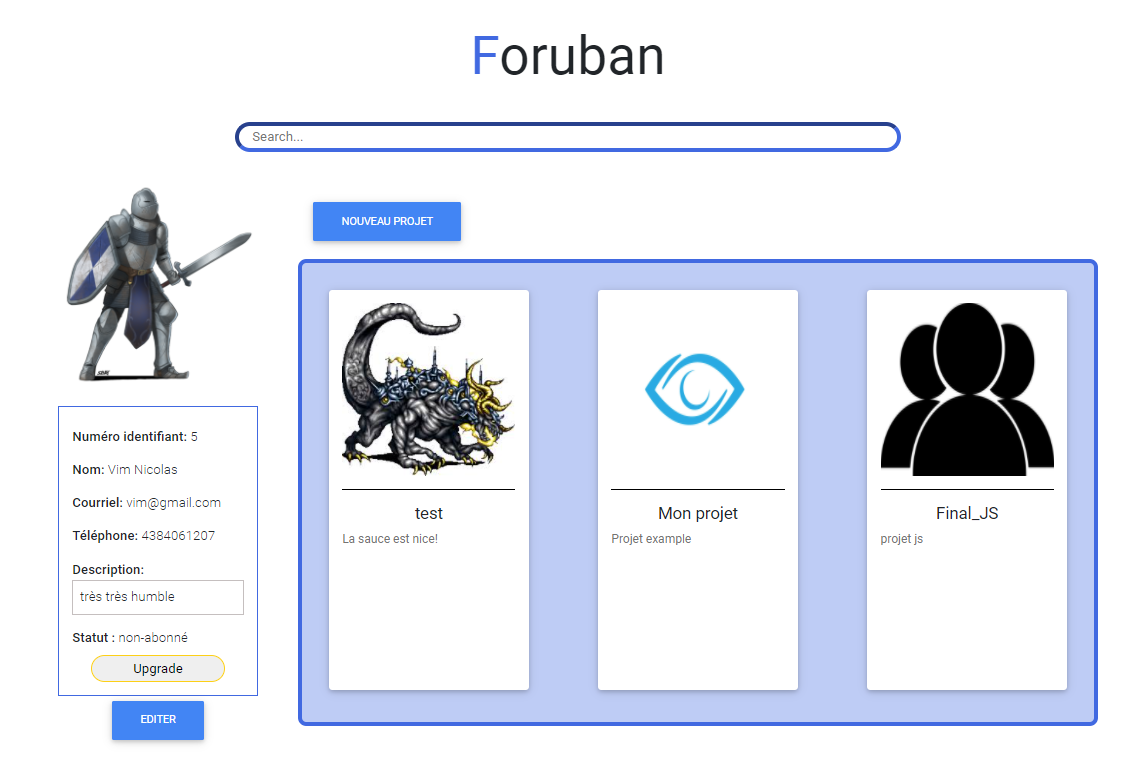 Foruban
Search...
NOUVEAU PROJET
Numéro identifiant: 5
Nom: Vim Nicolas
Courriel: vim@gmail.com
Téléphone: 4384061207
Description:
très très humble
Statut : non-abonné
Upgrade
EDITER
test
La sauce est nice!
Mon projet
Projet example
Final_JS
projet js